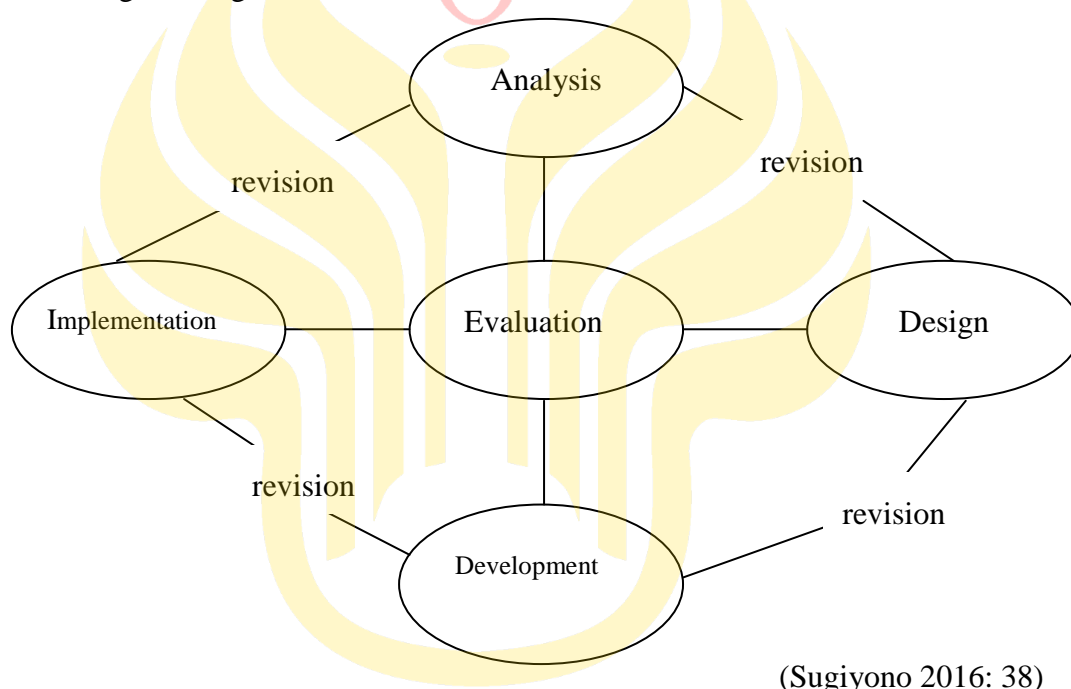 Analysis
revision
revision
Implementation
Evaluation
Design
revision
revision
Development
(Sugiyono 2016: 38)